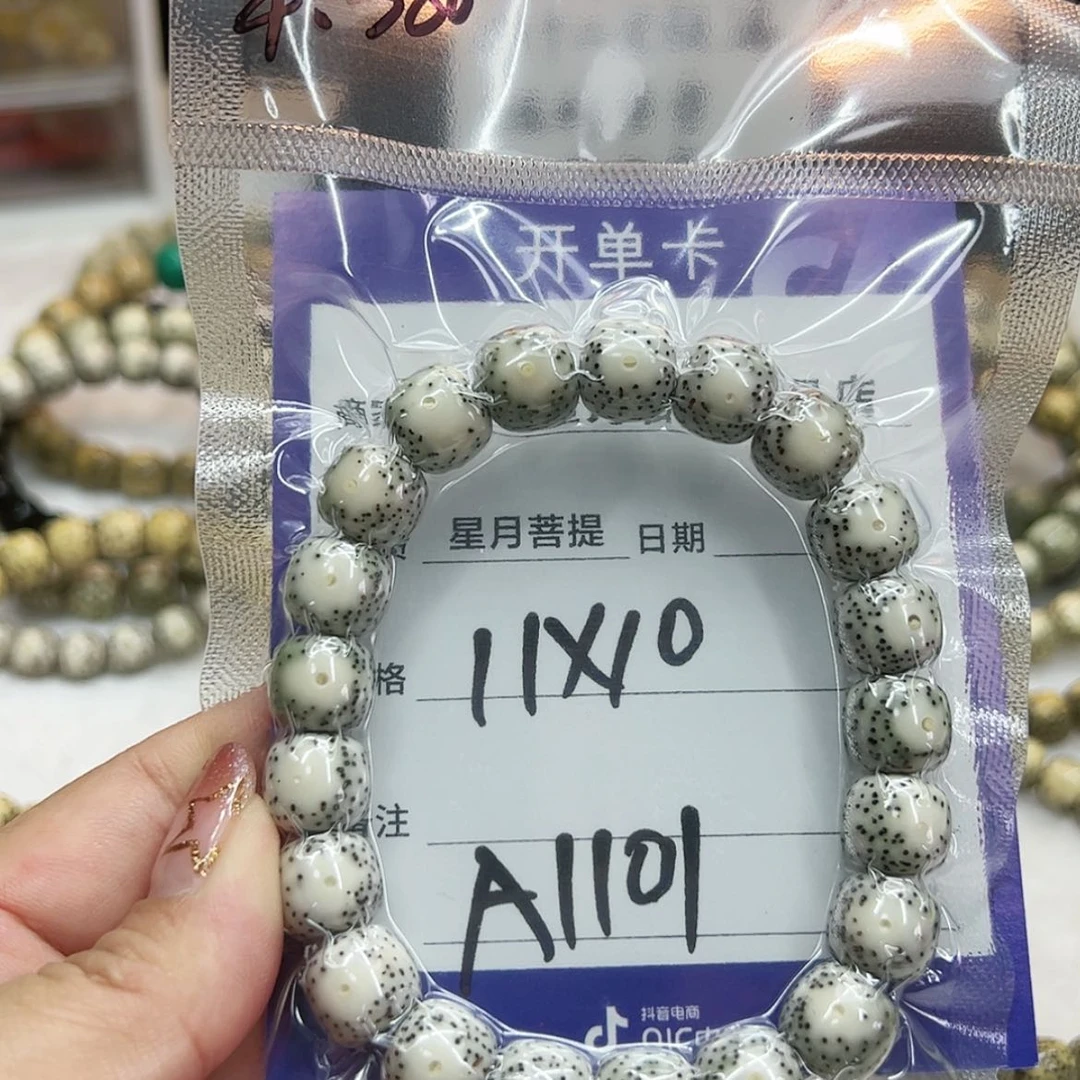 开单卡
星月菩提 日期
11X10
格
注
A1101
抖音电商